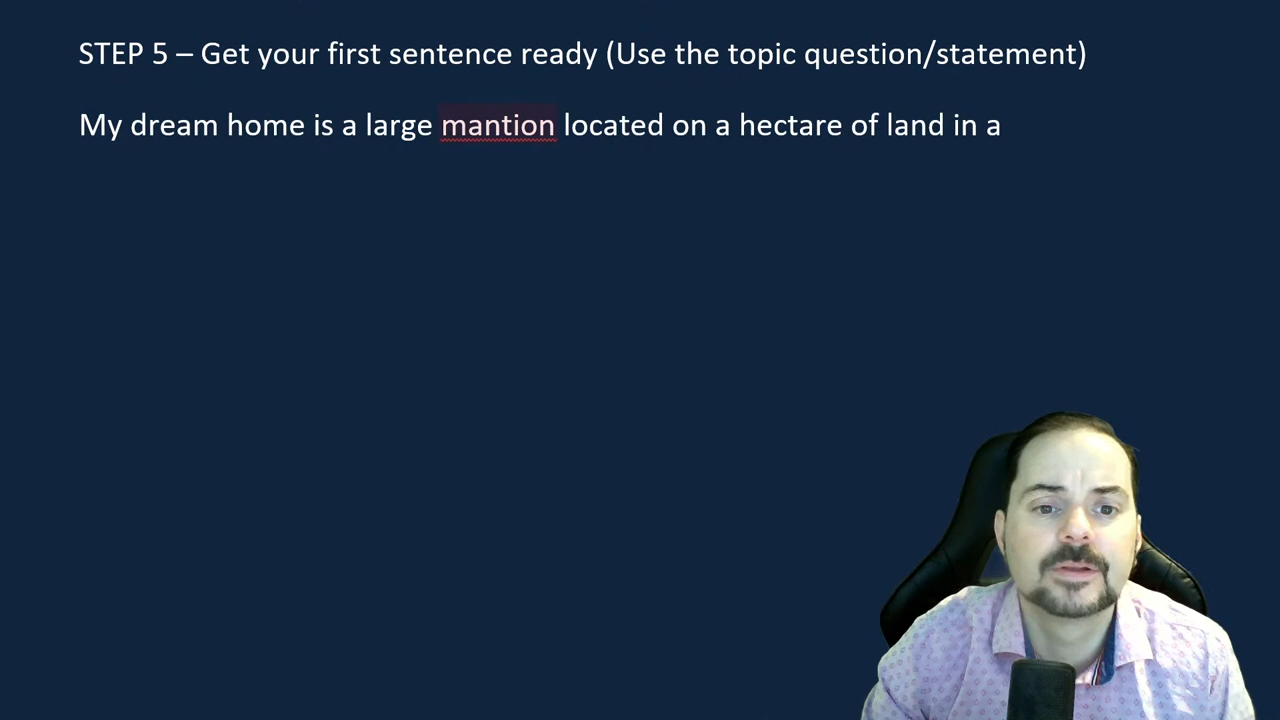 STEP 5 – Get your first sentence ready (Use the topic question/statement)
My dream home is a large mantion located on a hectare of land in a